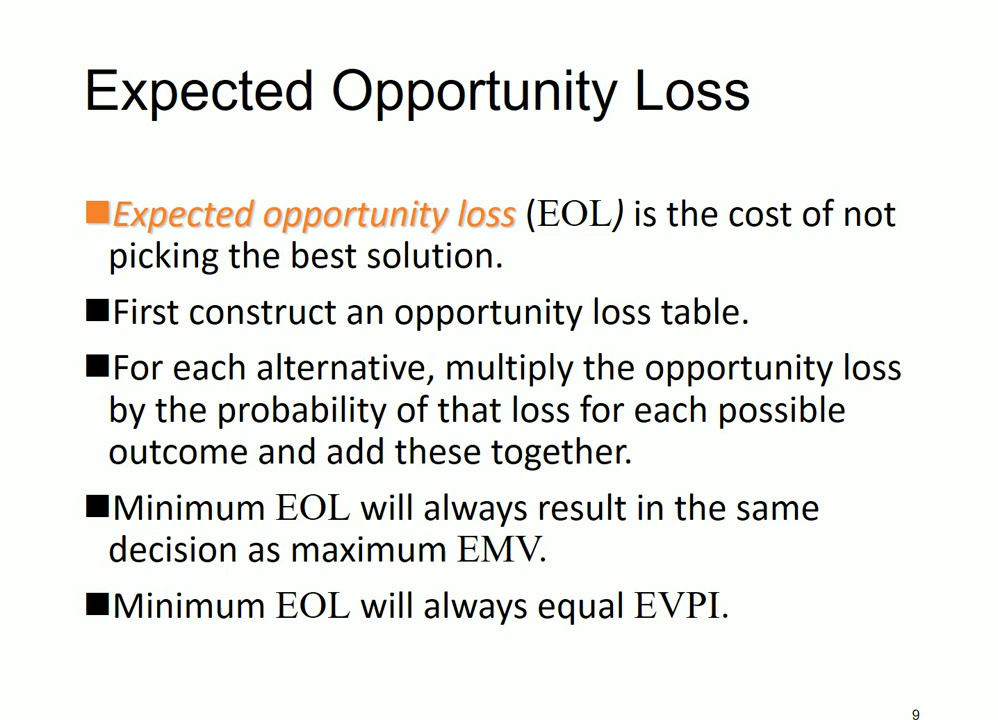 Expected Opportunity Loss
■Expected opportunity loss (EOL) is the cost of not
picking the best solution.
■First construct an opportunity loss table.
■For each alternative, multiply the opportunity loss
by the probability of that loss for each possible
outcome and add these together.
■Minimum EOL will always result in the same
decision as maximum EMV.
■Minimum EOL will always equal EVPI.
9